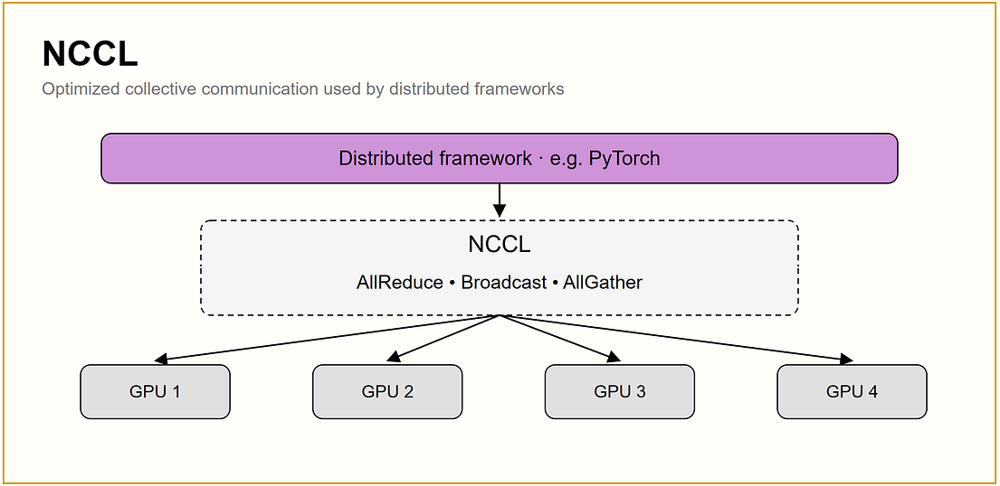 NCCL
Optimized collective communication used by distributed frameworks
Distributed framework · e.g. PyTorch
NCCL
AllReduce • Broadcast • AllGather
GPU 1
GPU 2
GPU 3
GPU 4